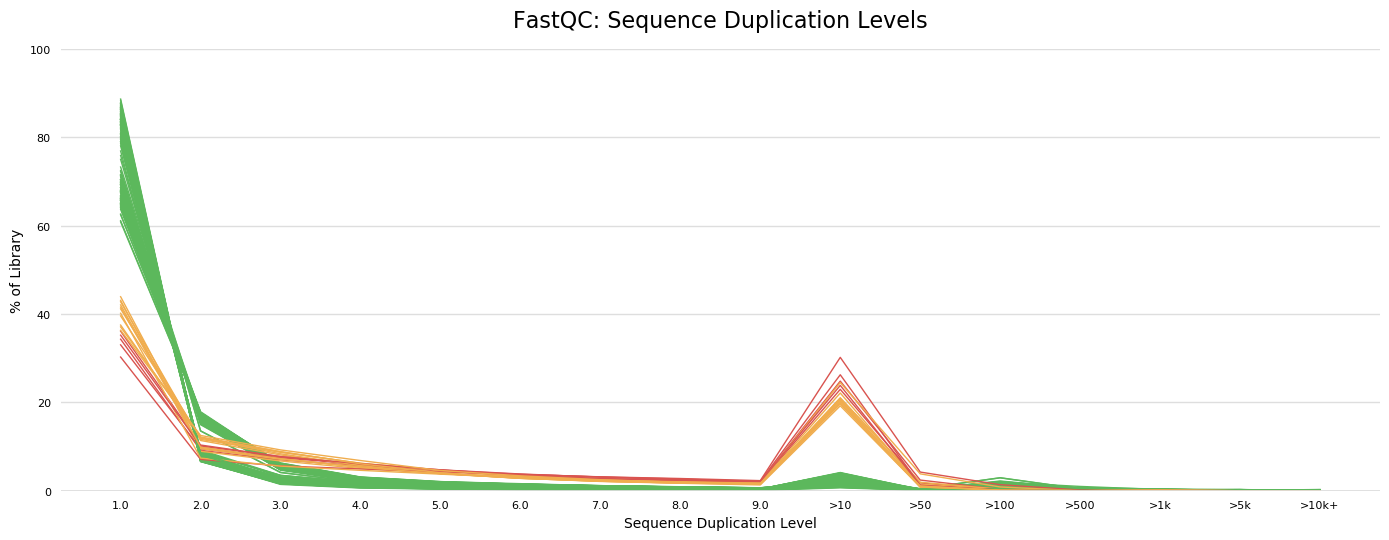 FastQC: Sequence Duplication Levels
100
80
60
40
20
0
% of Library
1.0 2.0 3.0 4.0 5.0 6.0 7.0 8.0 9.0 >10 >50 >100 >500 >1k >5k >10k+
Sequence Duplication Level